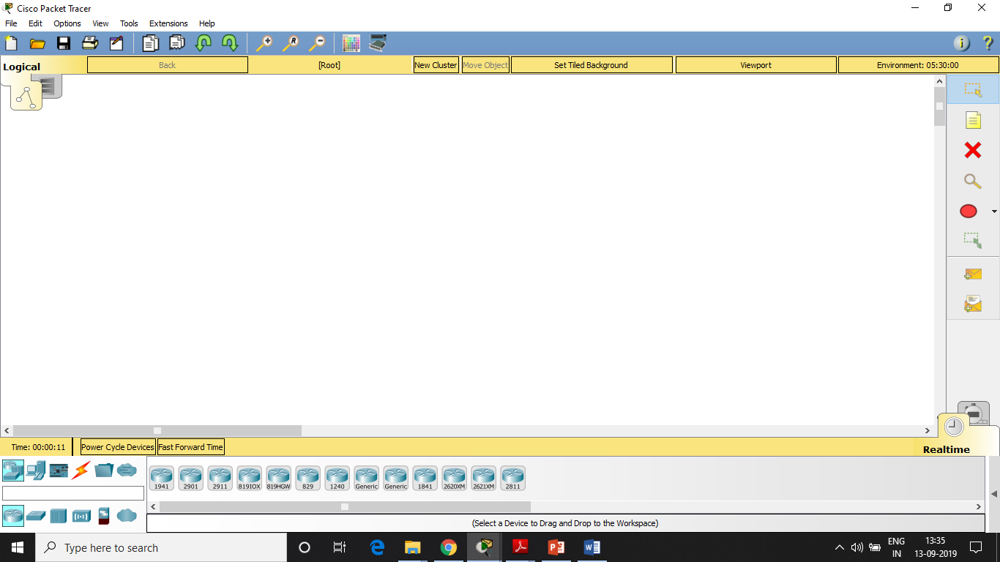 Cisco Packet Tracer
File Edit Options View Tools Extensions Help
Logical Back [Root] New Cluster Move Object Set Tiled Background Viewport Environment: 05:30:00
Time: 00:00:11 Power Cycle Devices Fast Forward Time Realtime
1941 2901 2911 819IOX 819HGW 829 1240 Generic Generic 1841 2620XM 2621XM 2811
(Select a Device to Drag and Drop to the Workspace)
Type here to search
ENG 13:35
IN 13-09-2019